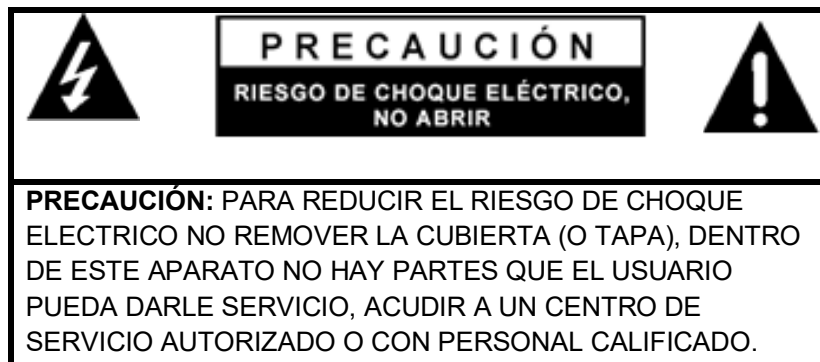 PRECAUCIÓN
RIESGO DE CHOQUE ELÉCTRICO,
NO ABRIR
PRECAUCIÓN: PARA REDUCIR EL RIESGO DE CHOQUE
ELECTRICO NO REMOVER LA CUBIERTA (O TAPA), DENTRO
DE ESTE APARATO NO HAY PARTES QUE EL USUARIO
PUEDA DARLE SERVICIO, ACUDIR A UN CENTRO DE
SERVICIO AUTORIZADO O CON PERSONAL CALIFICADO.